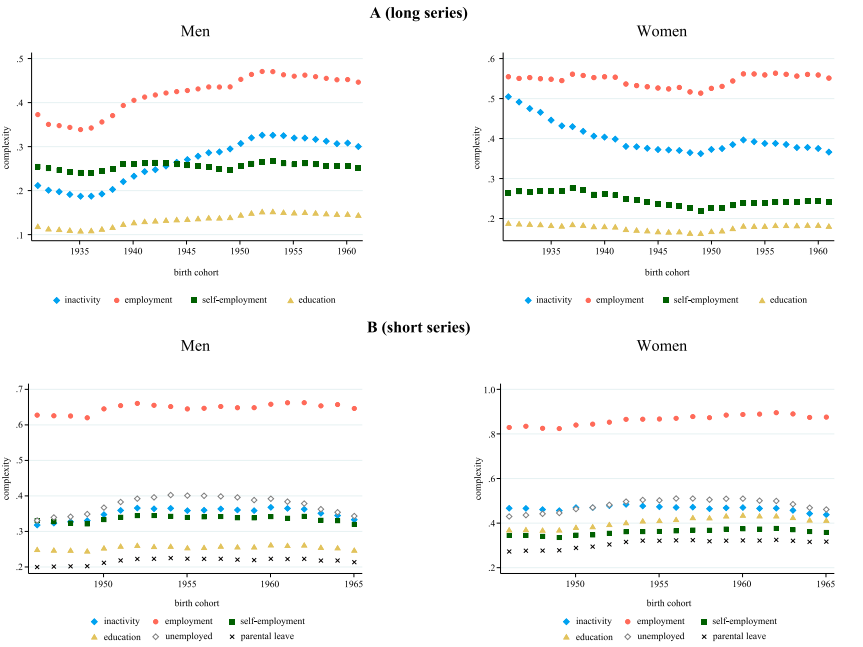 A (long series)
Men
Women
.5
.4
.3
.2
.1
complexity
1935
1940
1945
1950
1955
1960
birth cohort
inactivity
employment
self-employment
education
.6
.5
.4
.3
.2
complexity
1935
1940
1945
1950
1955
1960
birth cohort
inactivity
employment
self-employment
education
B (short series)
Men
Women
.7
.6
.5
.4
.3
.2
complexity
1950
1955
1960
1965
birth cohort
inactivity
employment
self-employment
education
unemployed
parental leave
1.0
.8
.6
.4
.2
complexity
1950
1955
1960
1965
birth cohort
inactivity
employment
self-employment
education
unemployed
parental leave